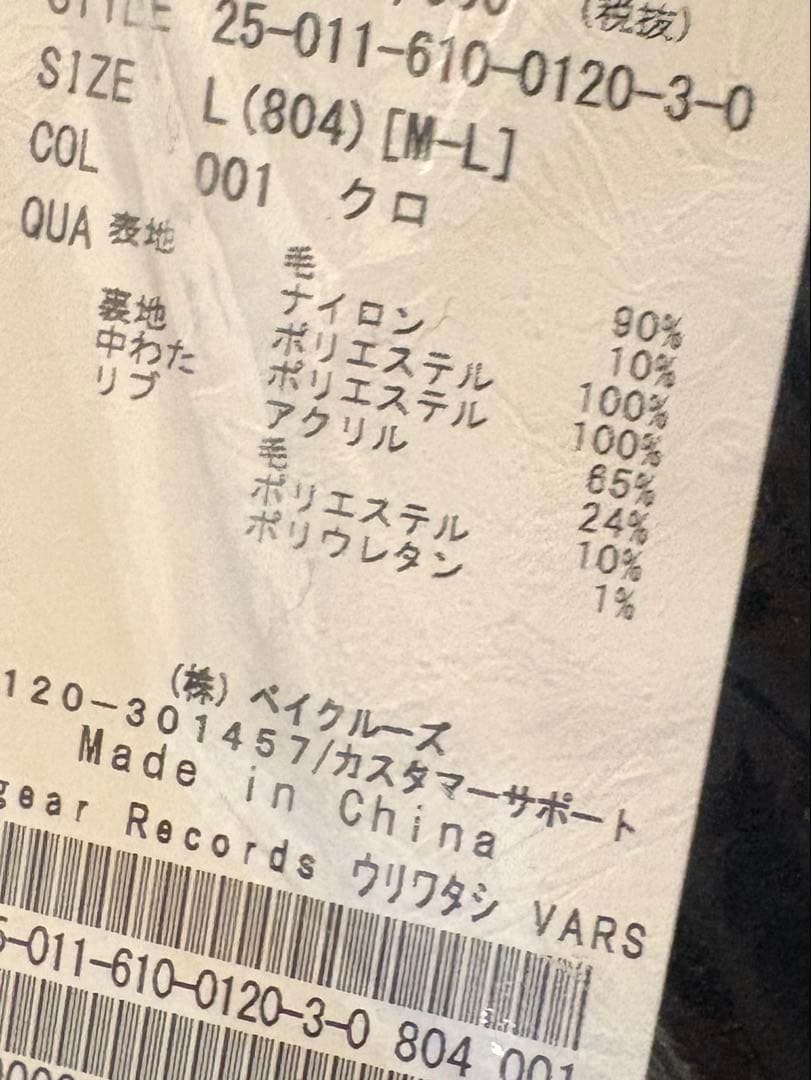 (税抜)
STYLE 25-011-610-0120-3-0
SIZE L(804)[M-L]
COL 001 クロ
QUA 表地 毛 90%
ナイロン 10%
裏地 ポリエステル 100%
中わた ポリエステル 100%
リブ アクリル 65%
毛 24%
ポリエステル 10%
ポリウレタン 1%
(株) ベイクルーズ
120-301457/カスタマーサポート
Made in China
gear Records ウリワタシ VARS
5-011-610-0120-3-0 804 001